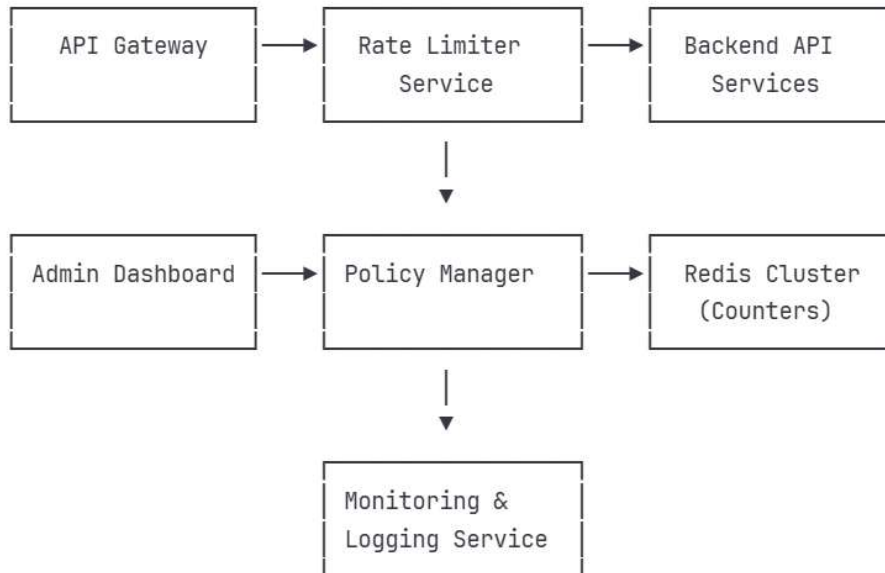 API Gateway
Rate Limiter
Service
Backend API
Services
Admin Dashboard
Policy Manager
Redis Cluster
(Counters)
Monitoring &
Logging Service